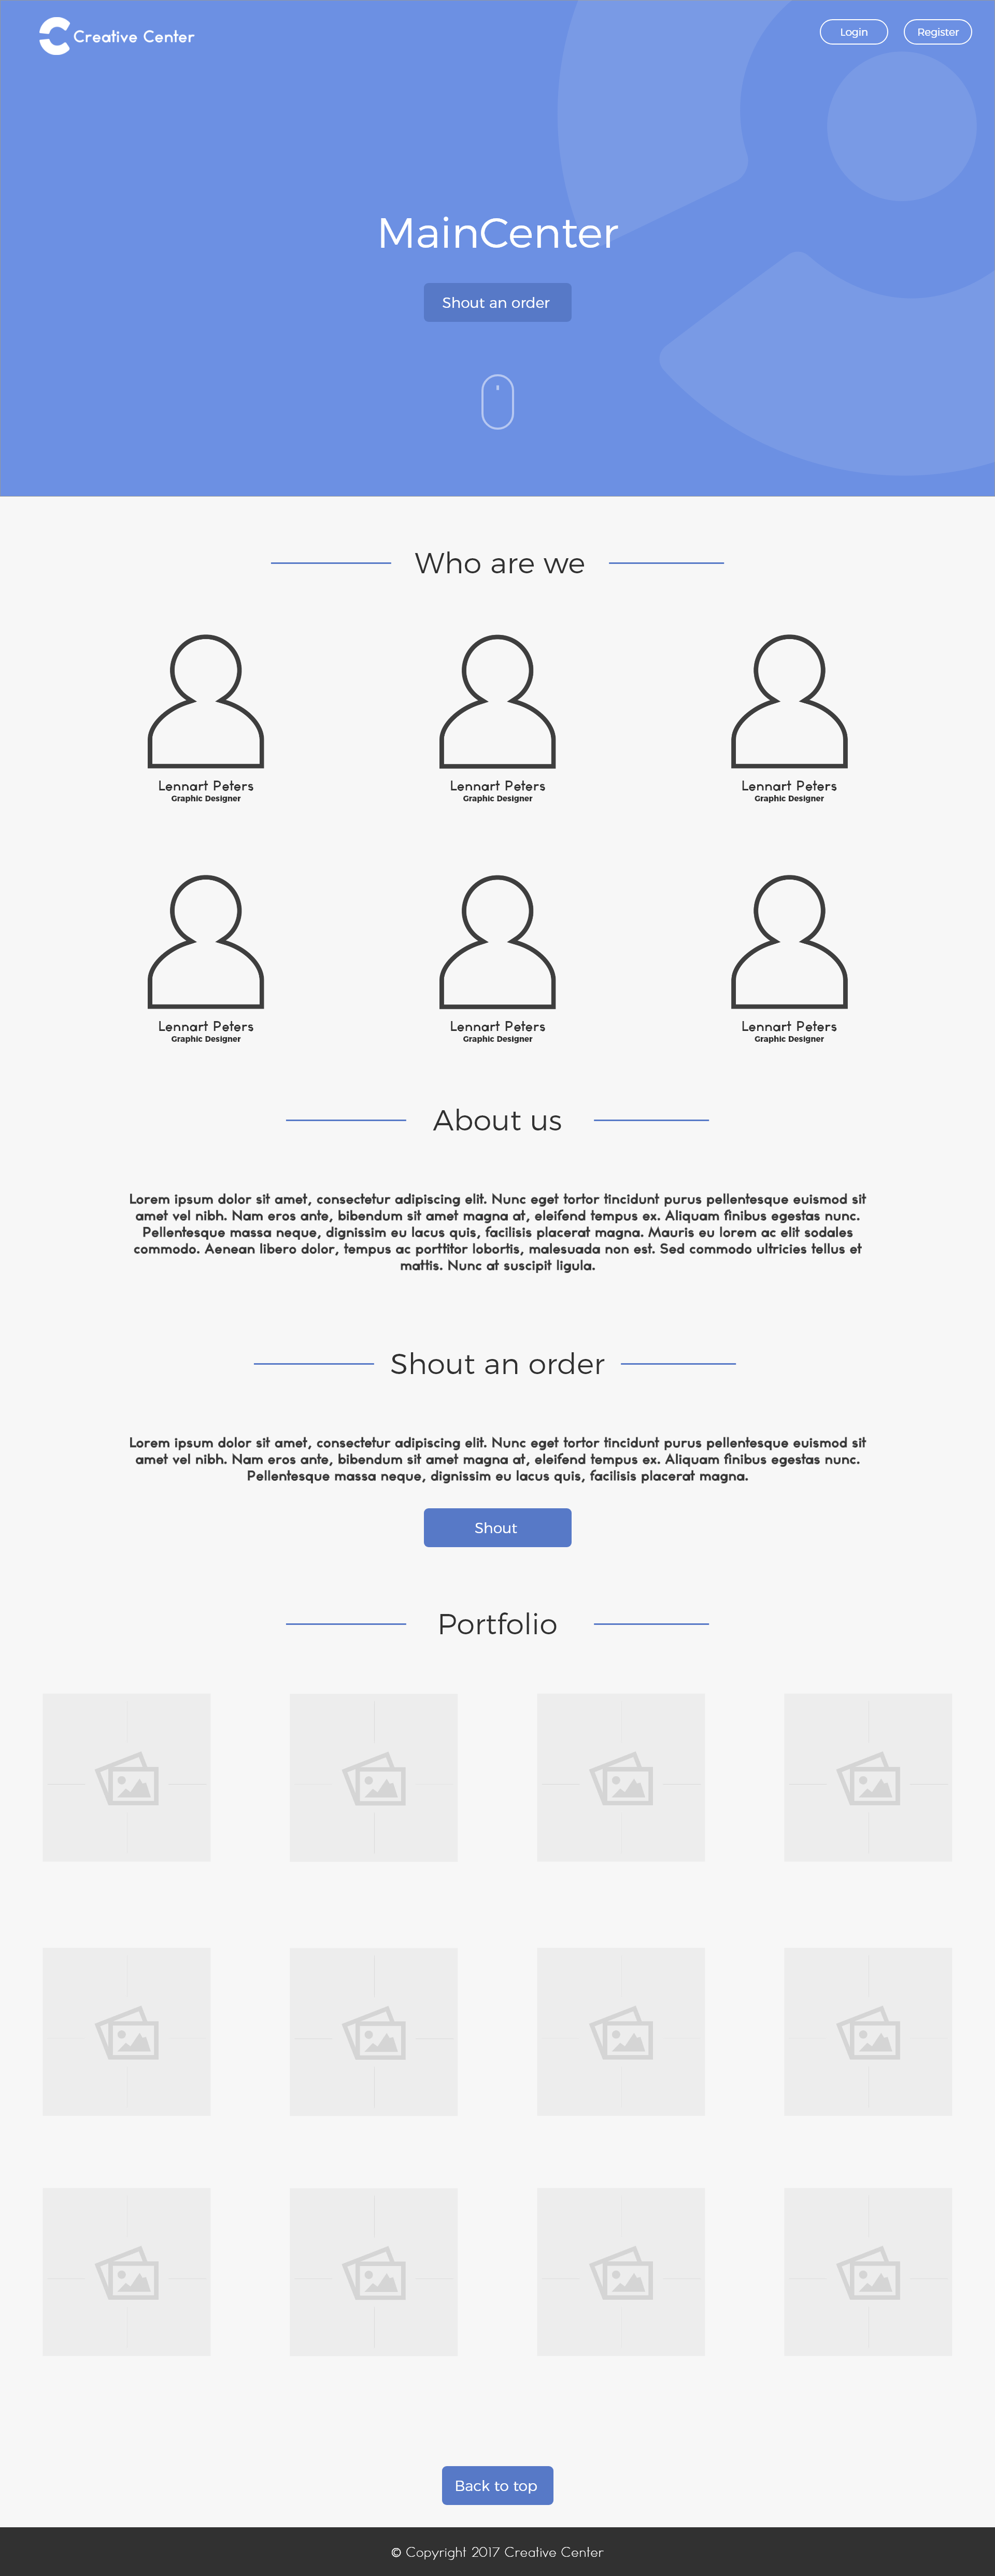 Creative Center
Login
Register
MainCenter
Shout an order
Who are we
Lennart Peters
Graphic Designer
Lennart Peters
Graphic Designer
Lennart Peters
Graphic Designer
Lennart Peters
Graphic Designer
Lennart Peters
Graphic Designer
Lennart Peters
Graphic Designer
About us
Lorem ipsum dolor sit amet, consectetur adipiscing elit. Nunc eget tortor tincidunt purus pellentesque euismod sit
amet vel nibh. Nam eros ante, bibendum sit amet magna at, eleifend tempus ex. Aliquam finibus egestas nunc.
Pellentesque massa neque, dignissim eu lacus quis, facilisis placerat magna. Mauris eu lorem ac elit sodales
commodo. Aenean libero dolor, tempus ac porttitor lobortis, malesuada non est. Sed commodo ultricies tellus et
mattis. Nunc at suscipit ligula.
Shout an order
Lorem ipsum dolor sit amet, consectetur adipiscing elit. Nunc eget tortor tincidunt purus pellentesque euismod sit
amet vel nibh. Nam eros ante, bibendum sit amet magna at, eleifend tempus ex. Aliquam finibus egestas nunc.
Pellentesque massa neque, dignissim eu lacus quis, facilisis placerat magna.
Shout
Portfolio
Back to top
© Copyright 2017 Creative Center